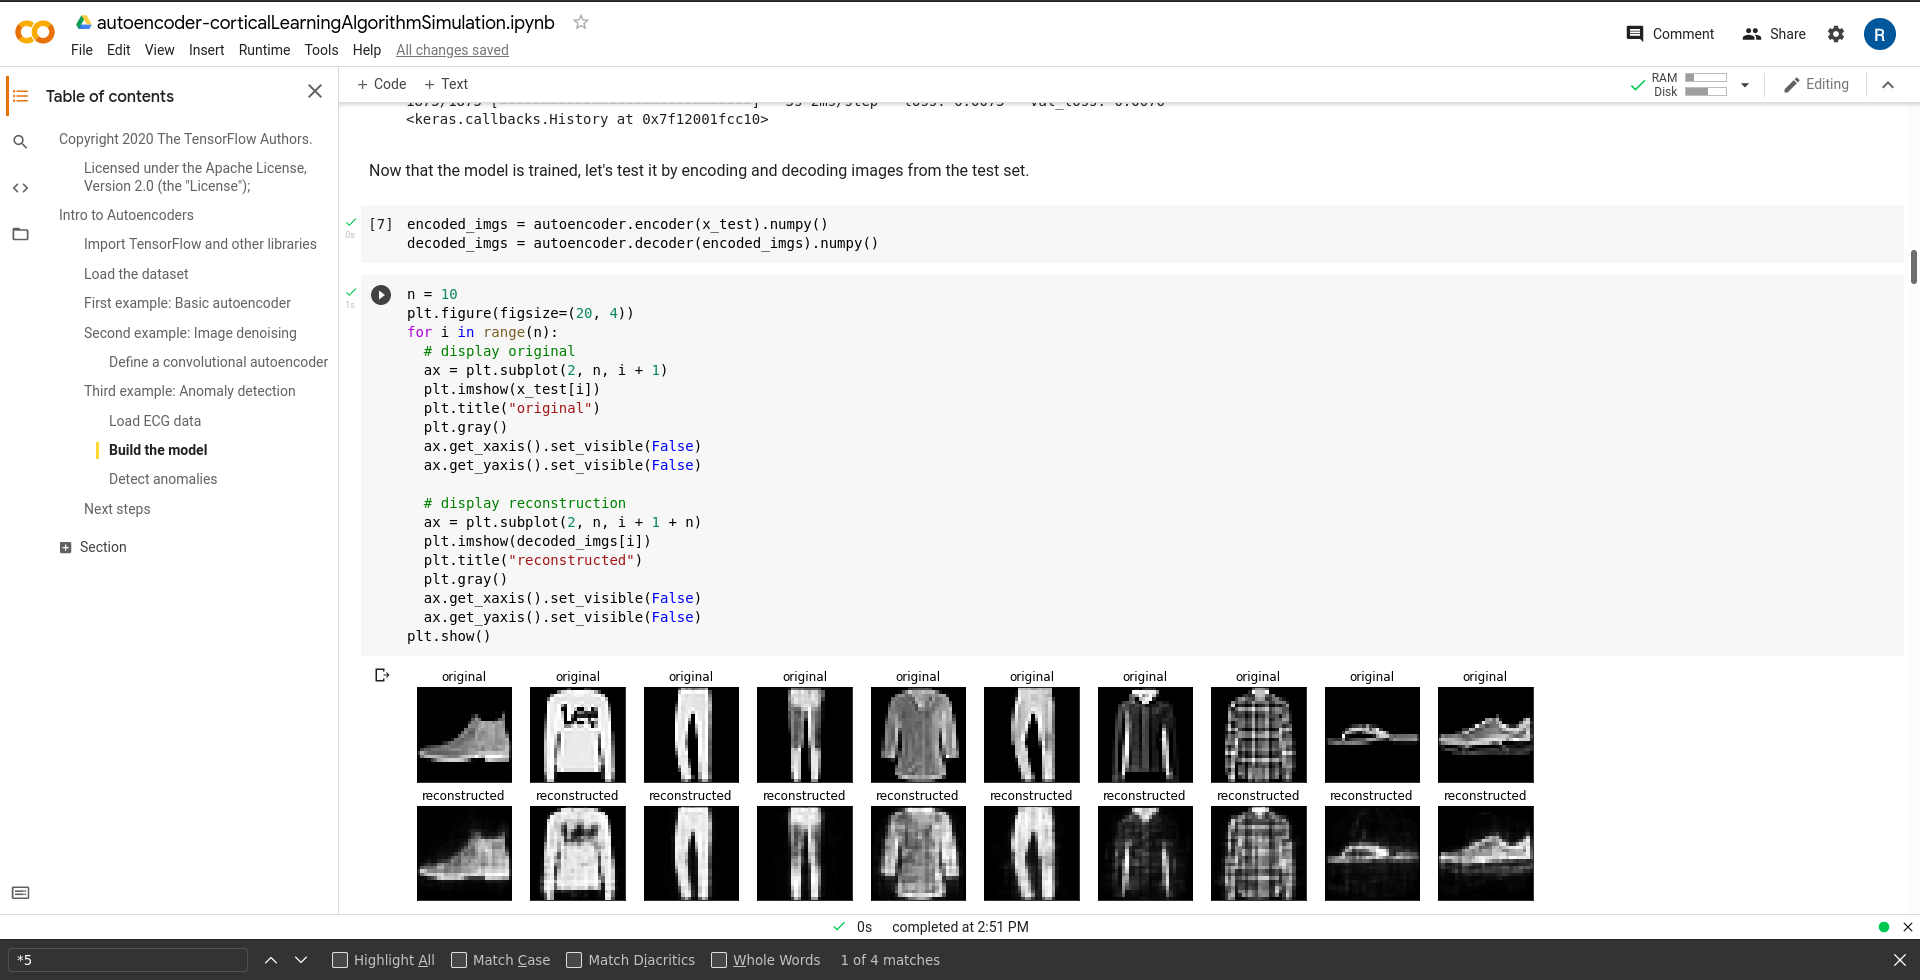 autoencoder-corticalLearningAlgorithmSimulation.ipynb
File Edit View Insert Runtime Tools Help All changes saved
Comment Share R
Table of contents
Copyright 2020 The TensorFlow Authors.
Licensed under the Apache License,
Version 2.0 (the "License");
Intro to Autoencoders
Import TensorFlow and other libraries
Load the dataset
First example: Basic autoencoder
Second example: Image denoising
Define a convolutional autoencoder
Third example: Anomaly detection
Load ECG data
Build the model
Detect anomalies
Next steps
Section
+ Code + Text
RAM
Disk
Editing
<keras.callbacks.History at 0x7f12001fcc10>
Now that the model is trained, let's test it by encoding and decoding images from the test set.
0s
[7] encoded_imgs = autoencoder.encoder(x_test).numpy()
decoded_imgs = autoencoder.decoder(encoded_imgs).numpy()
1s
n = 10
plt.figure(figsize=(20, 4))
for i in range(n):
# display original
ax = plt.subplot(2, n, i + 1)
plt.imshow(x_test[i])
plt.title("original")
plt.gray()
ax.get_xaxis().set_visible(False)
ax.get_yaxis().set_visible(False)
# display reconstruction
ax = plt.subplot(2, n, i + 1 + n)
plt.imshow(decoded_imgs[i])
plt.title("reconstructed")
plt.gray()
ax.get_xaxis().set_visible(False)
ax.get_yaxis().set_visible(False)
plt.show()
original original original original original original original original original original
Lee
reconstructed reconstructed reconstructed reconstructed reconstructed reconstructed reconstructed reconstructed reconstructed reconstructed
0s completed at 2:51 PM
*5 Highlight All Match Case Match Diacritics Whole Words 1 of 4 matches